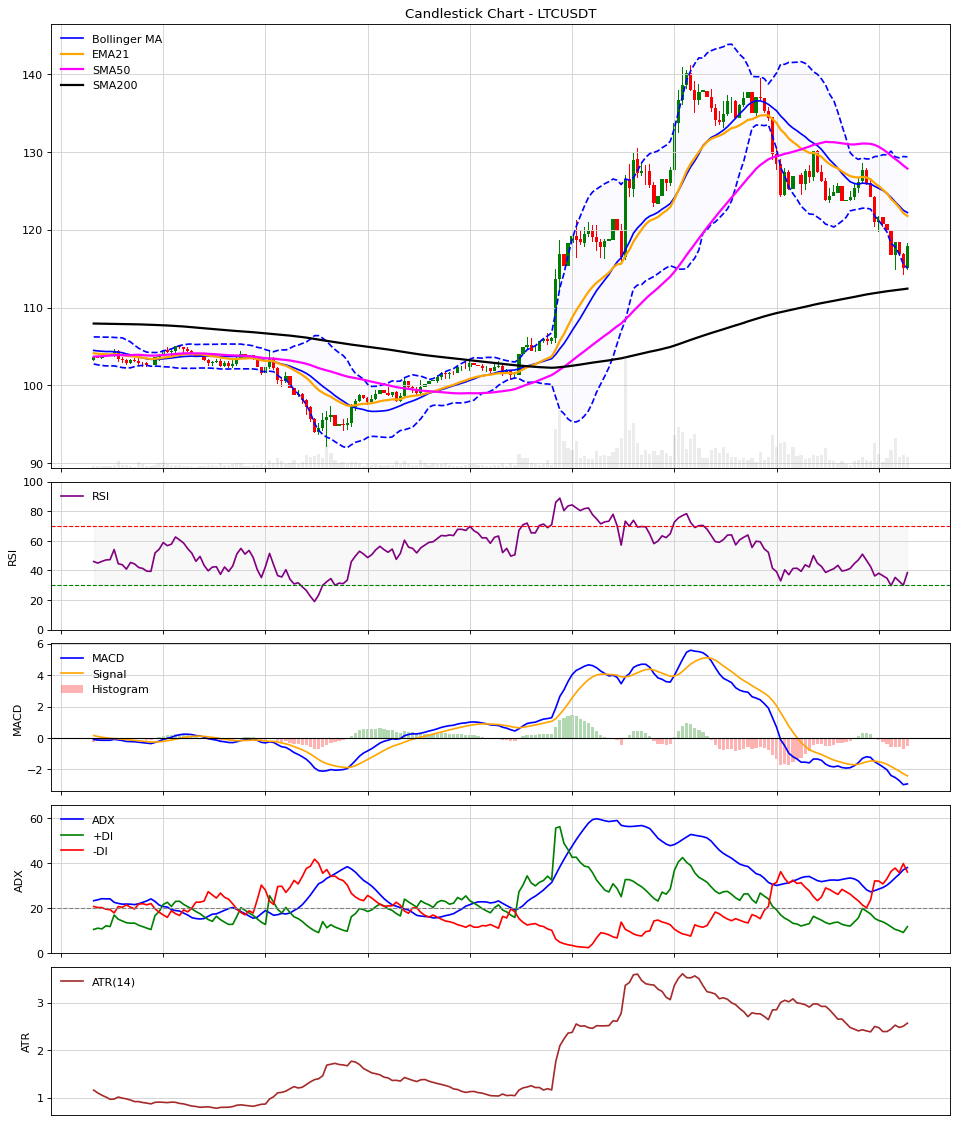 Candlestick Chart - LTCUSDT
Bollinger MA
EMA21
SMA50
SMA200
140
130
120
110
100
90
RSI
RSI
100
80
60
40
20
0
MACD
MACD
Signal
Histogram
6
4
2
0
−2
ADX
ADX
+DI
-DI
60
40
20
0
ATR
ATR(14)
3
2
1